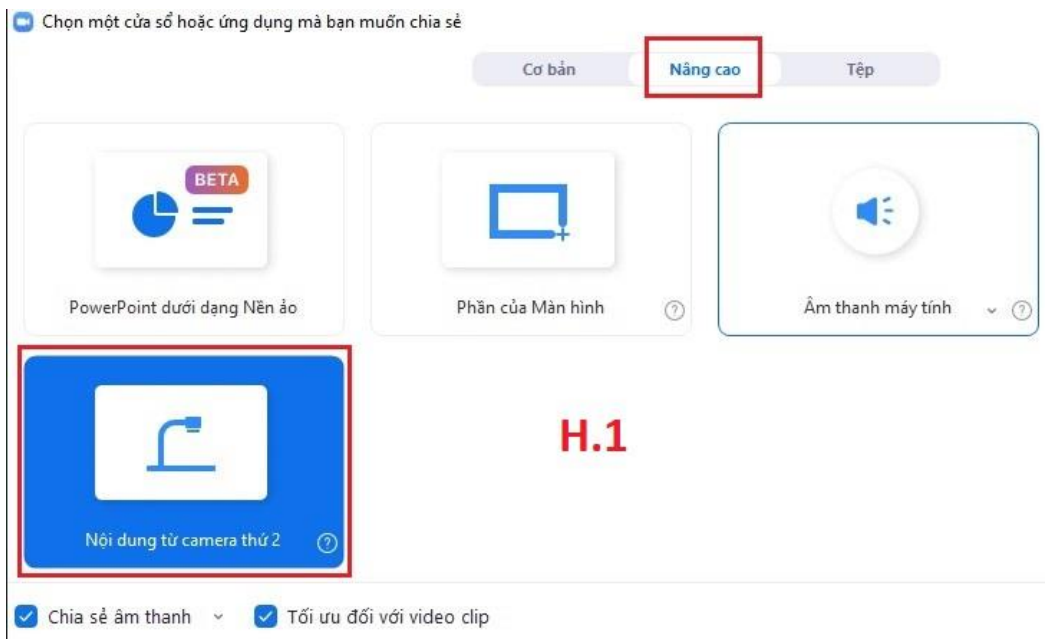 Chọn một cửa sổ hoặc ứng dụng mà bạn muốn chia sẻ
Cơ bản Nâng cao Tệp
BETA
PowerPoint dưới dạng Nền ảo
Phần của Màn hình ?
Âm thanh máy tính ?
Nội dung từ camera thứ 2 ?
H.1
Chia sẻ âm thanh Tối ưu đối với video clip